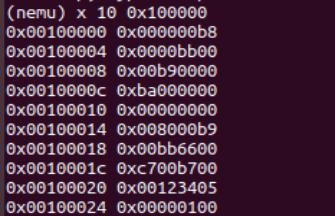 (nemu) x 10 0x100000
0x00100000 0x000000b8
0x00100004 0x0000bb00
0x00100008 0x00b90000
0x0010000c 0xba000000
0x00100010 0x00000000
0x00100014 0x008000b9
0x00100018 0x00bb6600
0x0010001c 0xc700b700
0x00100020 0x00123405
0x00100024 0x00000100